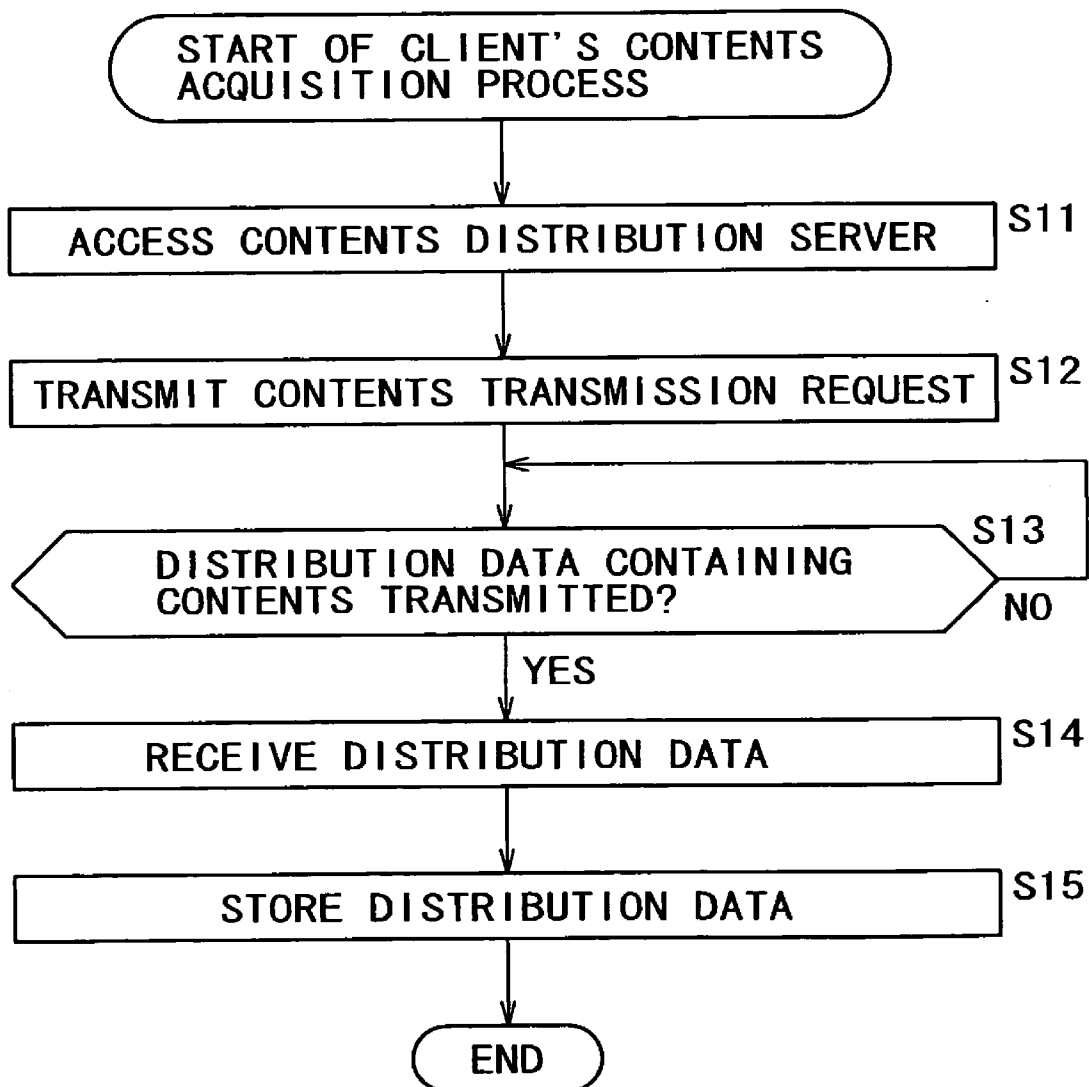 START OF CLIENT'S CONTENTS
ACQUISITION PROCESS
ACCESS CONTENTS DISTRIBUTION SERVER
S11
TRANSMIT CONTENTS TRANSMISSION REQUEST
S12
DISTRIBUTION DATA CONTAINING
CONTENTS TRANSMITTED?
S13
NO
YES
RECEIVE DISTRIBUTION DATA
S14
STORE DISTRIBUTION DATA
S15
END